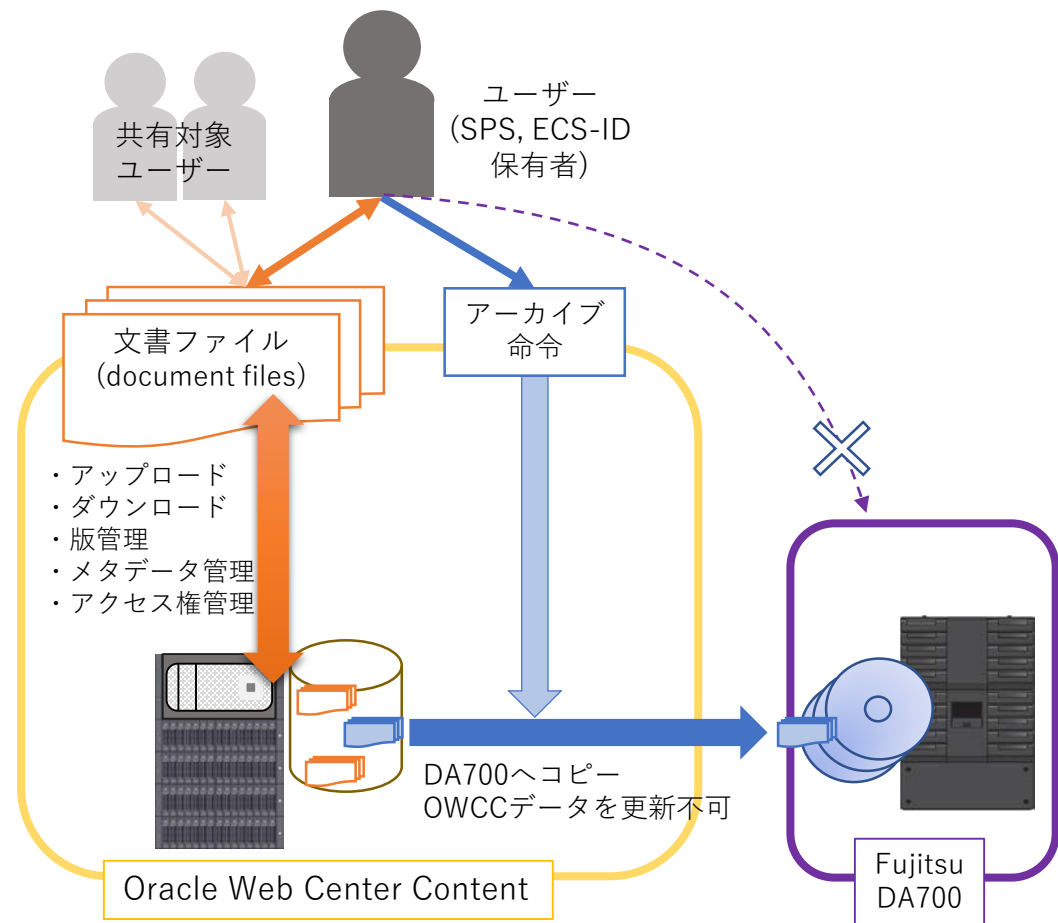 共有対象
ユーザー
ユーザー
(SPS, ECS-ID
保有者)
文書ファイル
(document files)
アーカイブ
命令
・アップロード
・ダウンロード
・版管理
・メタデータ管理
・アクセス権管理
DA700へコピー
OWCCデータを更新不可
Oracle Web Center Content
Fujitsu
DA700